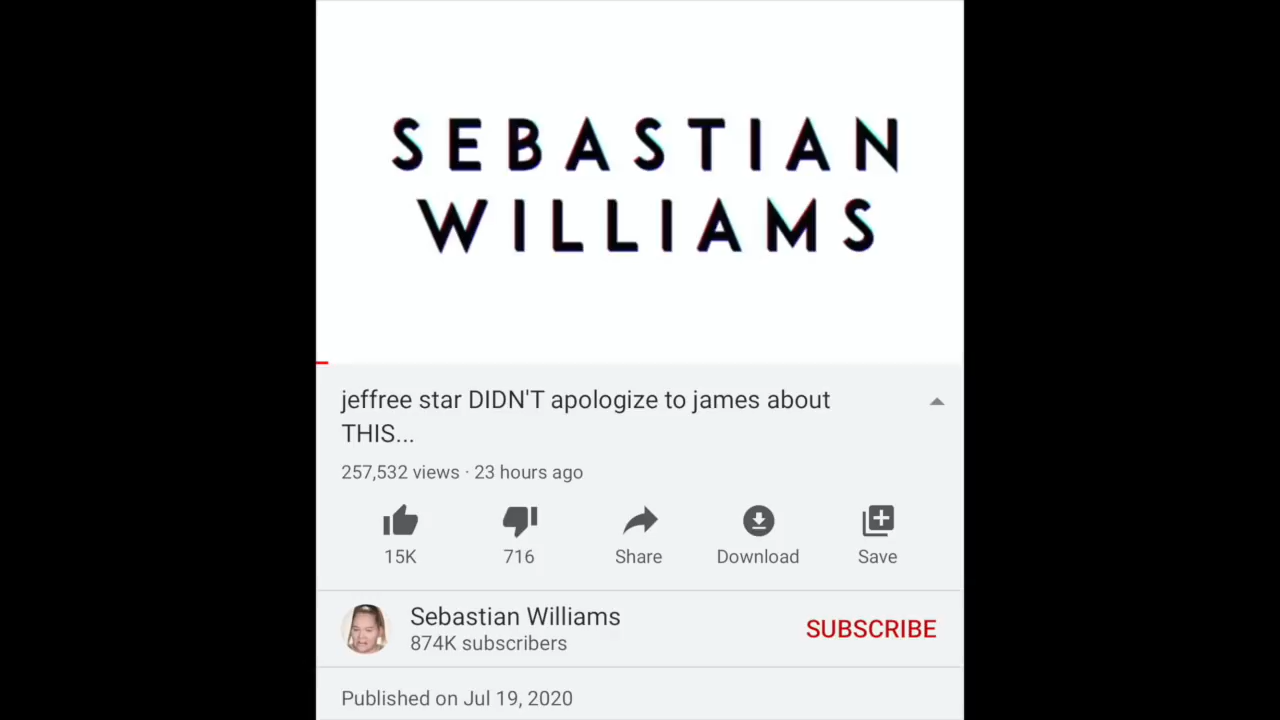 SEBASTIAN
WILLIAMS
jeffree star DIDN'T apologize to james about
THIS...
257,532 views · 23 hours ago
15K 716 Share Download Save
Sebastian Williams
874K subscribers
SUBSCRIBE
Published on Jul 19, 2020